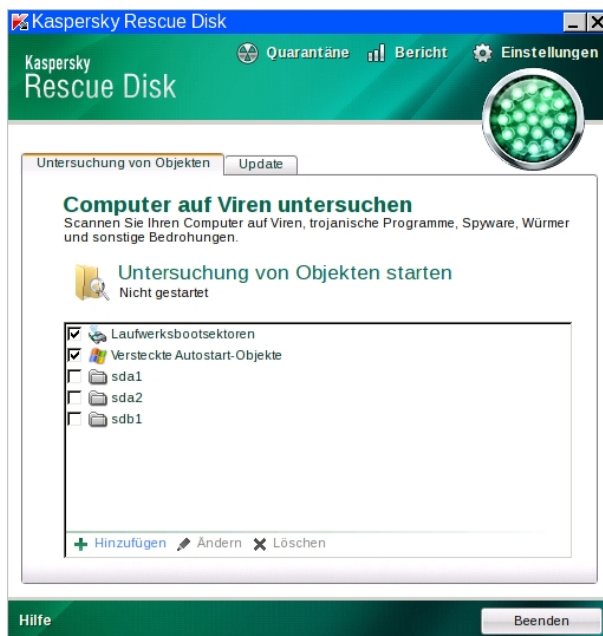 Kaspersky Rescue Disk
Kaspersky
Rescue Disk
Quarantäne
Bericht
Einstellungen
Untersuchung von Objekten
Update
Computer auf Viren untersuchen
Scannen Sie Ihren Computer auf Viren, trojanische Programme, Spyware, Würmer
und sonstige Bedrohungen.
Untersuchung von Objekten starten
Nicht gestartet
Laufwerksbootsektoren
Versteckte Autostart-Objekte
sda1
sda2
sdb1
Hinzufügen
Ändern
Löschen
Hilfe
Beenden